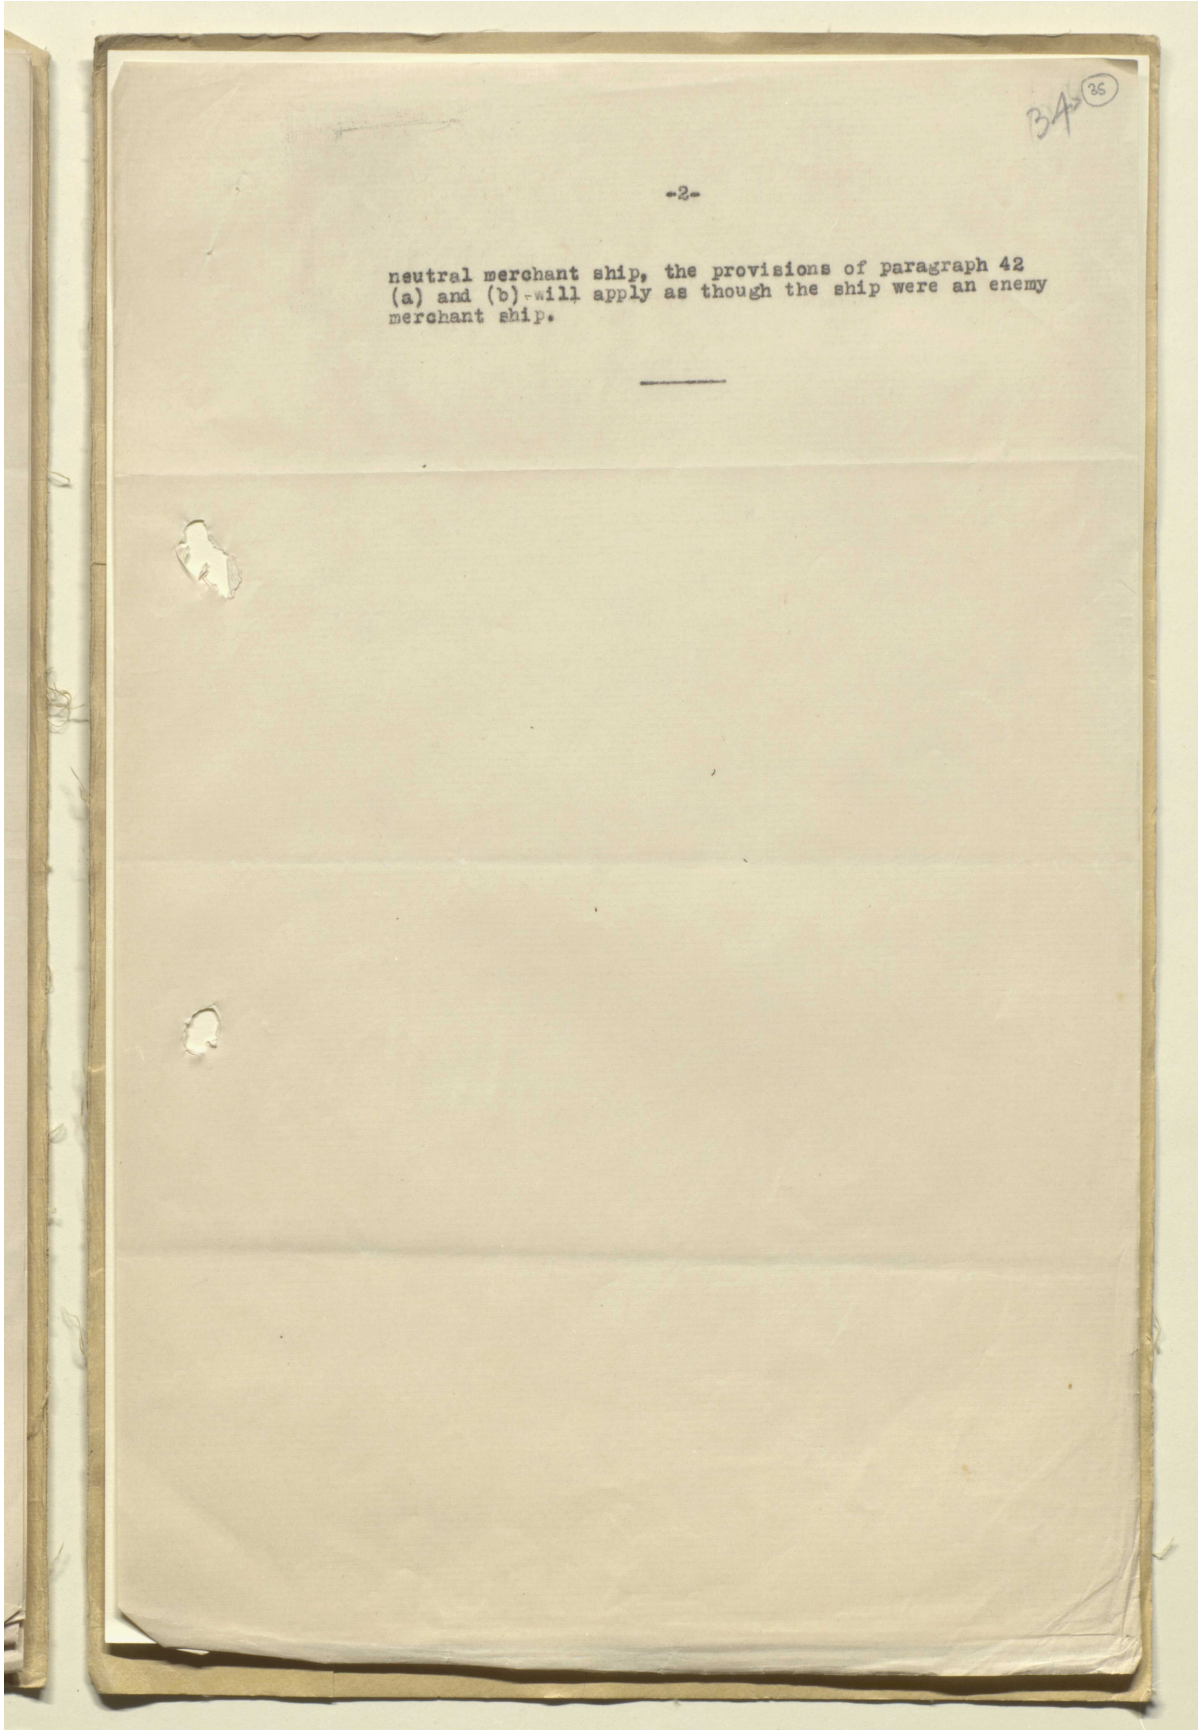 34
35
-2-
neutral merchant ship, the provisions of paragraph 42
(a) and (b)-will apply as though the ship were an enemy
merchant ship.